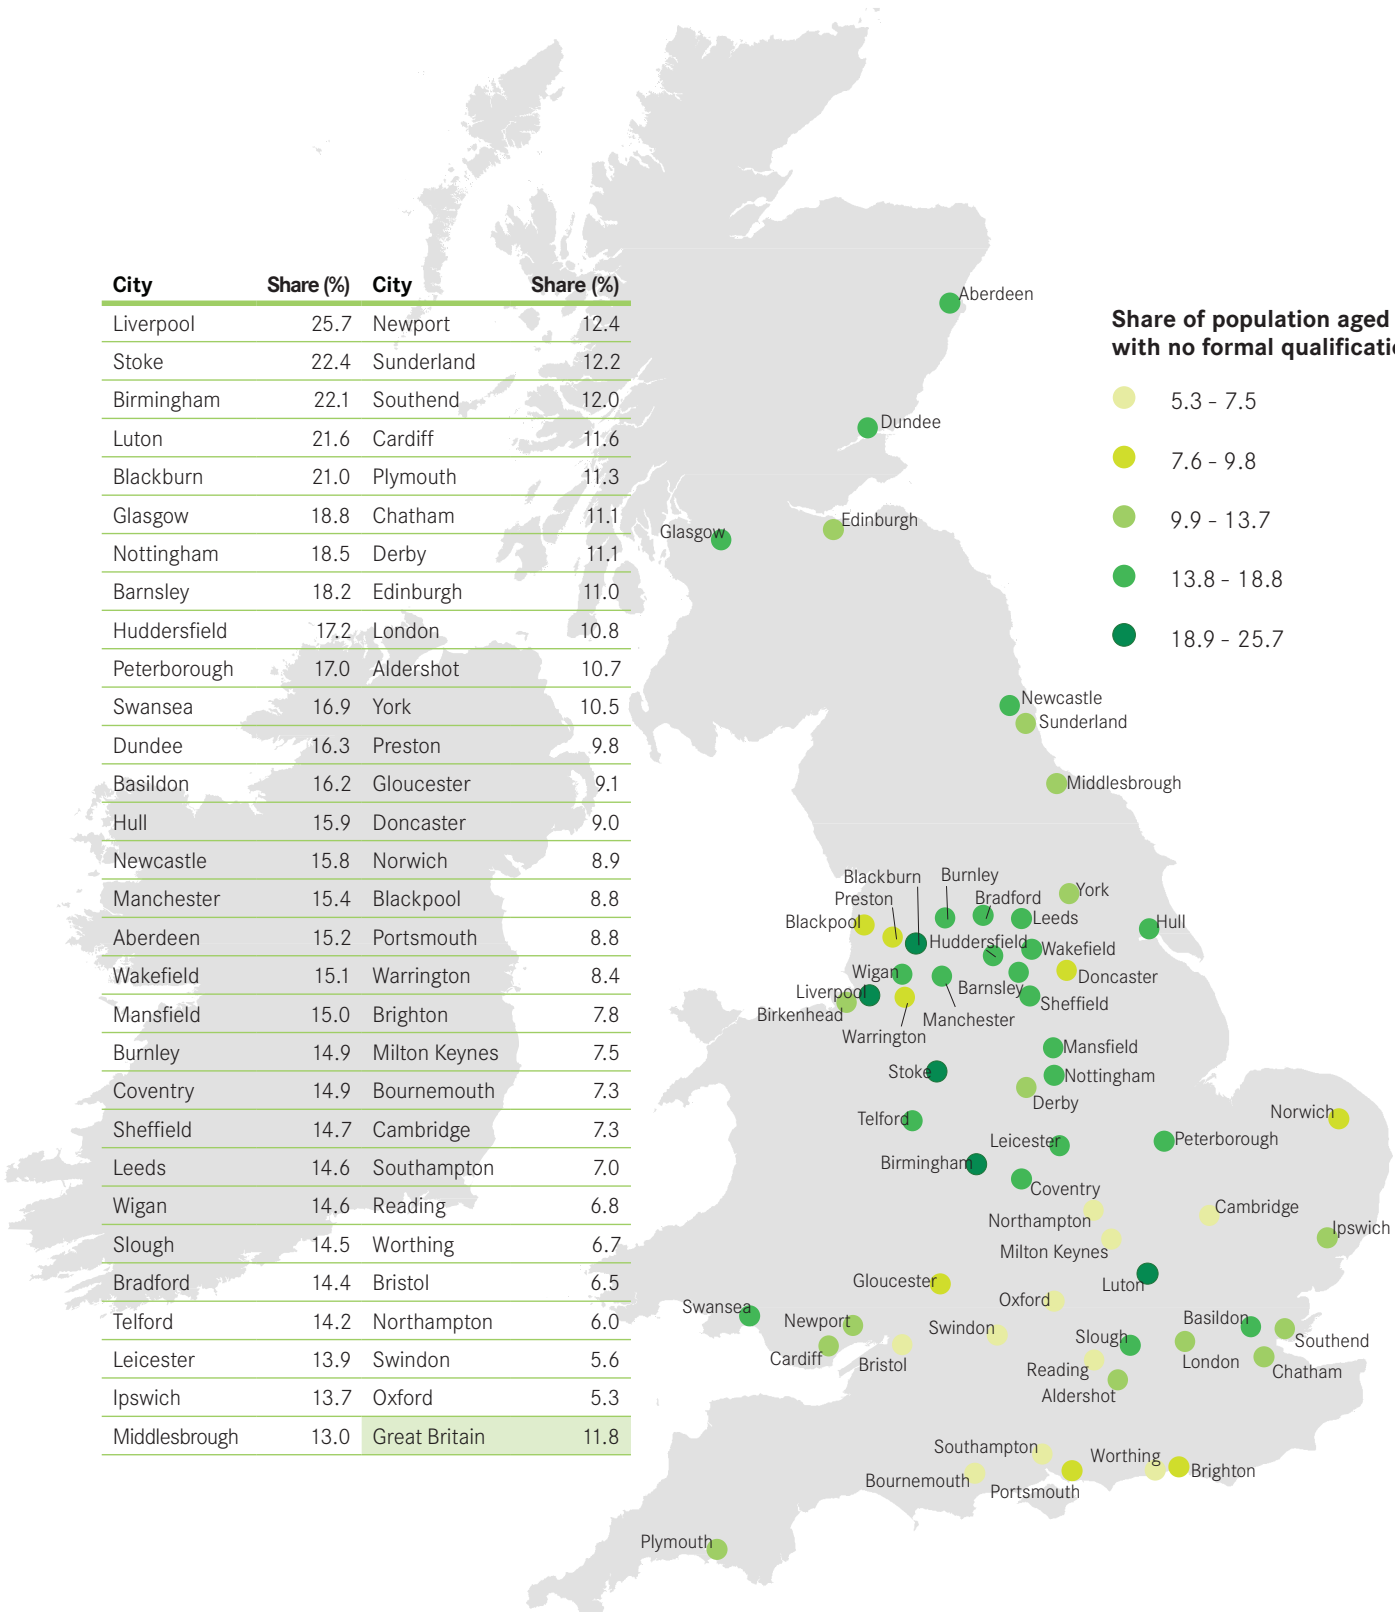 City Share (%) City Share (%)
Liverpool 25.7 Newport 12.4
Stoke 22.4 Sunderland 12.2
Birmingham 22.1 Southend 12.0
Luton 21.6 Cardiff 11.6
Blackburn 21.0 Plymouth 11.3
Glasgow 18.8 Chatham 11.1
Nottingham 18.5 Derby 11.1
Barnsley 18.2 Edinburgh 11.0
Huddersfield 17.2 London 10.8
Peterborough 17.0 Aldershot 10.7
Swansea 16.9 York 10.5
Dundee 16.3 Preston 9.8
Basildon 16.2 Gloucester 9.1
Hull 15.9 Doncaster 9.0
Newcastle 15.8 Norwich 8.9
Manchester 15.4 Blackpool 8.8
Aberdeen 15.2 Portsmouth 8.8
Wakefield 15.1 Warrington 8.4
Mansfield 15.0 Brighton 7.8
Burnley 14.9 Milton Keynes 7.5
Coventry 14.9 Bournemouth 7.3
Sheffield 14.7 Cambridge 7.3
Leeds 14.6 Southampton 7.0
Wigan 14.6 Reading 6.8
Slough 14.5 Worthing 6.7
Bradford 14.4 Bristol 6.5
Telford 14.2 Northampton 6.0
Leicester 13.9 Swindon 5.6
Ipswich 13.7 Oxford 5.3
Middlesbrough 13.0 Great Britain 11.8
Share of population aged
with no formal
5.3 - 7.5
7.6 - 9.8
9.9 - 13.7
13.8 - 18.8
18.9 - 25.7
Aberdeen
Dundee
Edinburgh
Glasgow
Newcastle
Sunderland
Middlesbrough
Blackburn
Burnley
Preston
Bradford
York
Blackpool
Leeds
Hull
Huddersfield
Wakefield
Wigan
Doncaster
Liverpool
Barnsley
Sheffield
Birkenhead
Manchester
Warrington
Mansfield
Stoke
Nottingham
Derby
Telford
Norwich
Leicester
Peterborough
Birmingham
Coventry
Northampton
Cambridge
Ipswich
Milton Keynes
Gloucester
Luton
Oxford
Swansea
Newport
Swindon
Slough
Basildon
Southend
Cardiff
Bristol
London
Reading
Chatham
Aldershot
Southampton
Worthing
Brighton
Bournemouth
Portsmouth
Plymouth